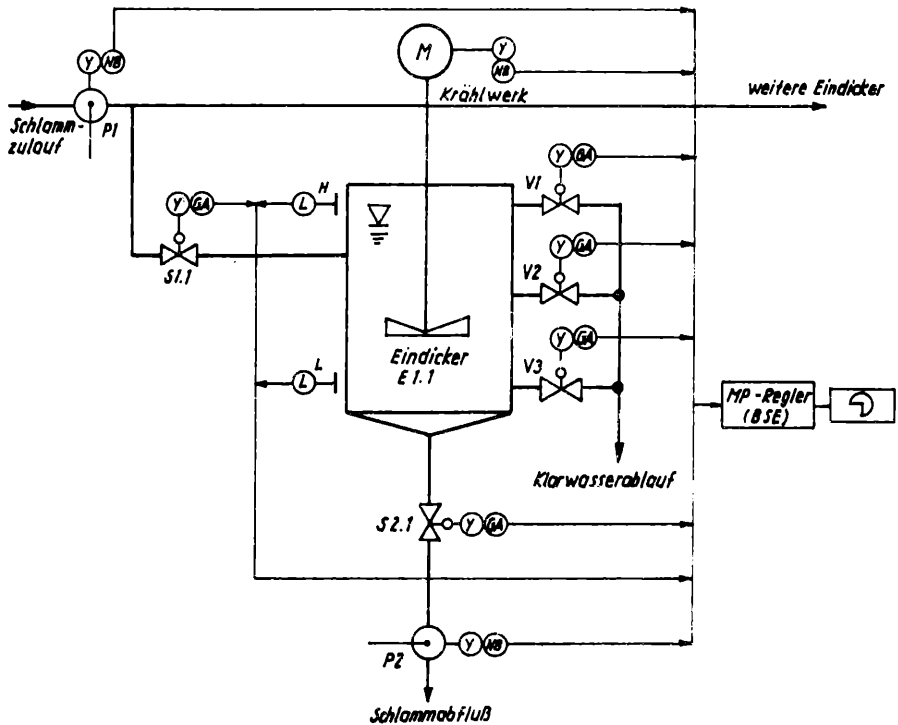 Y NB
M
Y
NB
Krählwerk
weitere Eindicker
Schlamm-
zulauf
P1
Y GA
L
H
S1.1
V1
Y GA
V2
Y GA
V3
Y GA
Eindicker
E 1.1
L
L
MP-Regler
(BSE)
Klarwasserablauf
S2.1
Y GA
P2
Y NB
Schlammabfluß